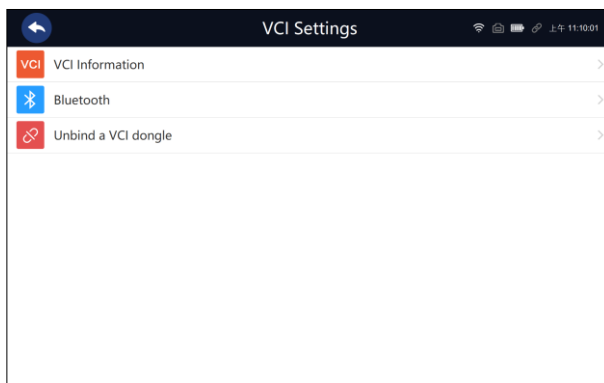 VCI Settings
上午 11:10:01
VCI VCI Information
Bluetooth
Unbind a VCI dongle